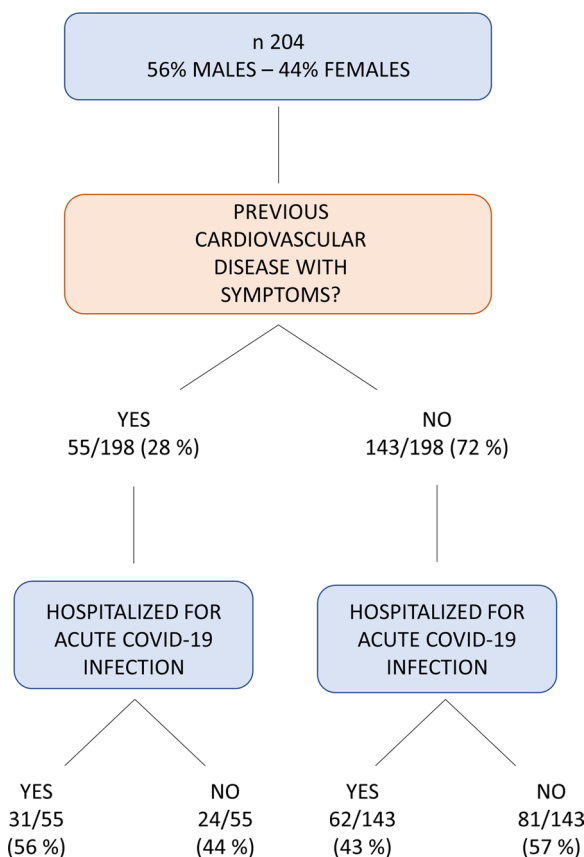 n 204
56% MALES – 44% FEMALES
PREVIOUS
CARDIOVASCULAR
DISEASE WITH
SYMPTOMS?
YES
55/198 (28 %)
NO
143/198 (72 %)
HOSPITALIZED FOR
ACUTE COVID-19
INFECTION
HOSPITALIZED FOR
ACUTE COVID-19
INFECTION
YES
31/55
(56 %)
NO
24/55
(44 %)
YES
62/143
(43 %)
NO
81/143
(57 %)